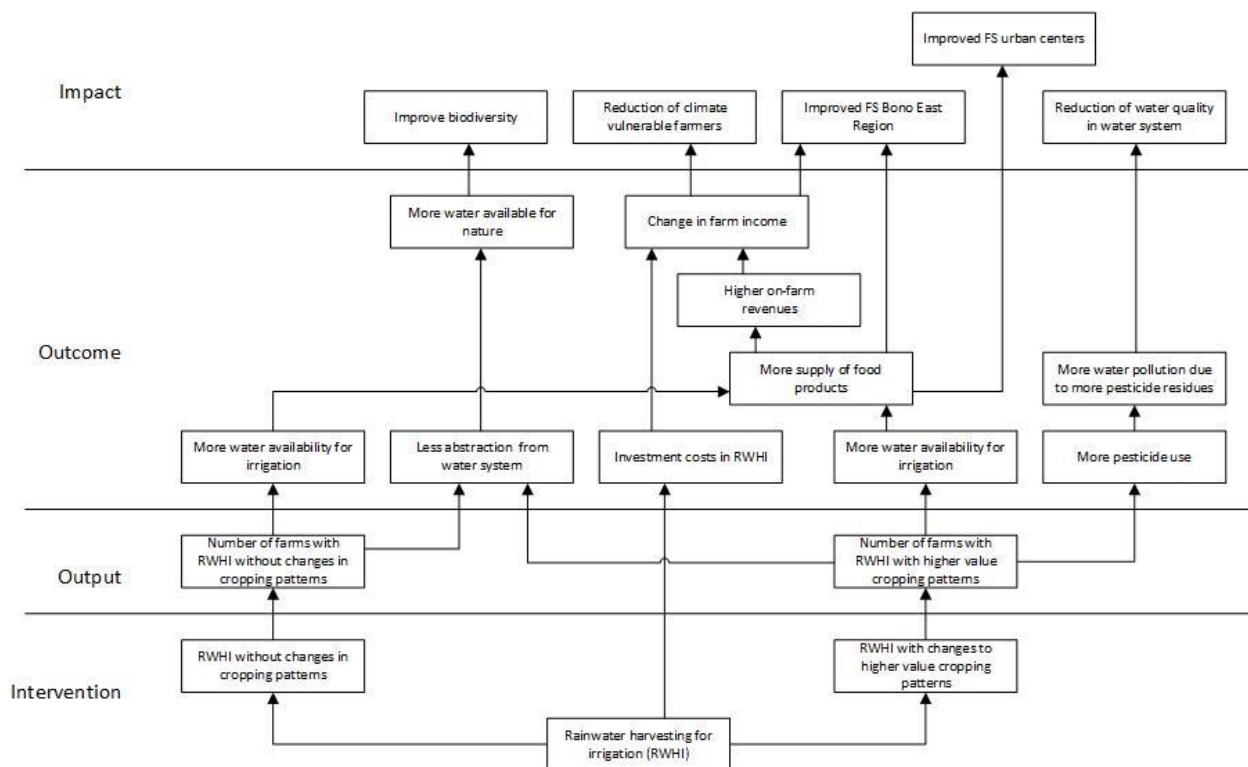 Improved FS urban centers
Impact
Improve biodiversity
Reduction of climate
vulnerable farmers
Improved FS Bono East
Region
Reduction of water quality
in water system
More water available for
nature
Change in farm income
Higher on-farm
revenues
Outcome
More supply of food
products
More water pollution due
to more pesticide residues
More water availability for
irrigation
Less abstraction from
water system
Investment costs in RWHI
More water availability for
irrigation
More pesticide use
Output
Number of farms with
RWHI without changes in
cropping patterns
Number of farms with
RWHI with higher value
cropping patterns
Intervention
RWHI without changes in
cropping patterns
RWHI with changes to
higher value cropping
patterns
Rainwater harvesting for
irrigation (RWHI)